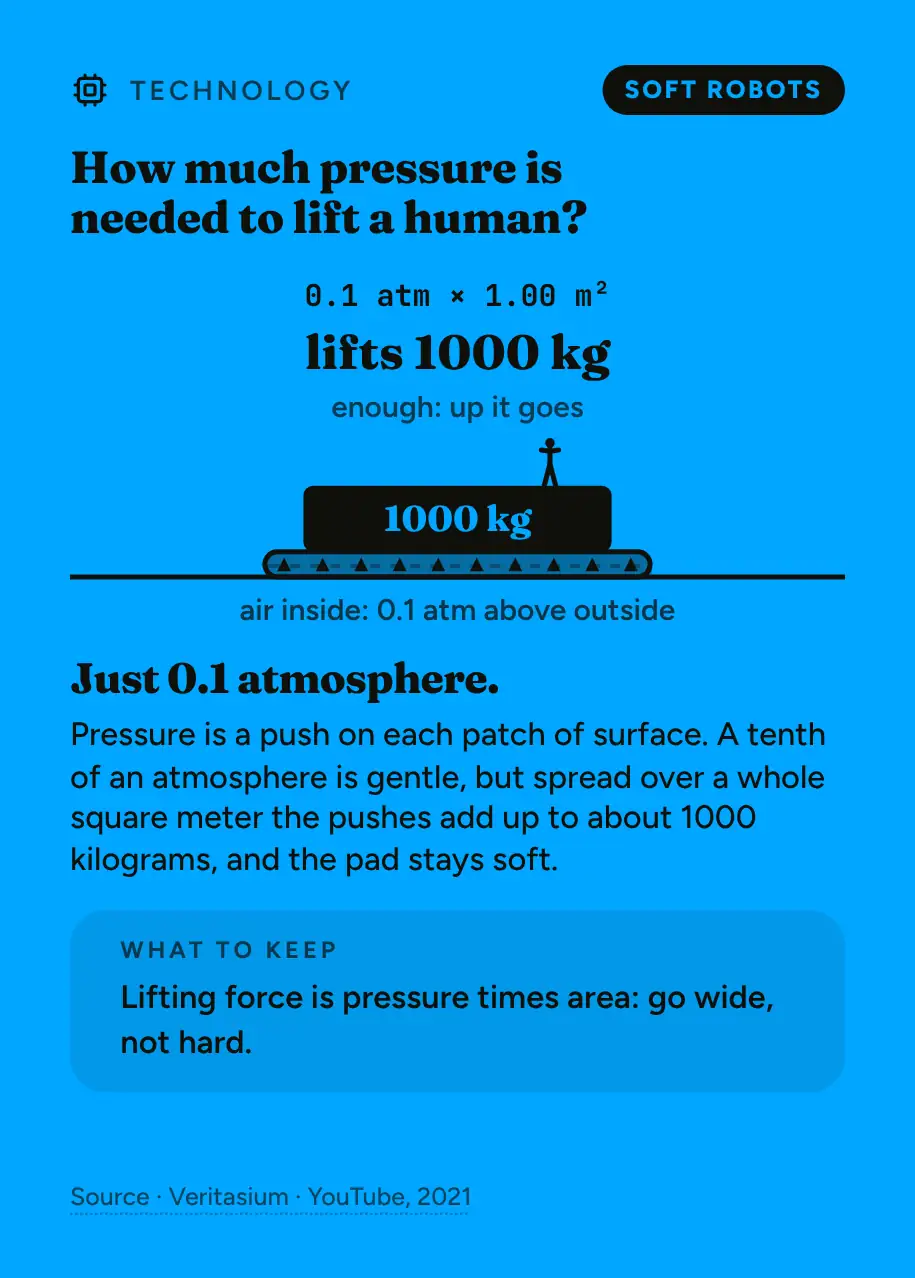 TECHNOLOGY
SOFT ROBOTS
How much pressure is
needed to lift a human?
0.1 atm × 1.00 m²
lifts 1000 kg
enough: up it goes
1000 kg
air inside: 0.1 atm above outside
Just 0.1 atmosphere.
Pressure is a push on each patch of surface. A tenth
of an atmosphere is gentle, but spread over a whole
square meter the pushes add up to about 1000
kilograms, and the pad stays soft.
WHAT TO KEEP
Lifting force is pressure times area: go wide,
not hard.
Source · Veritasium · YouTube, 2021